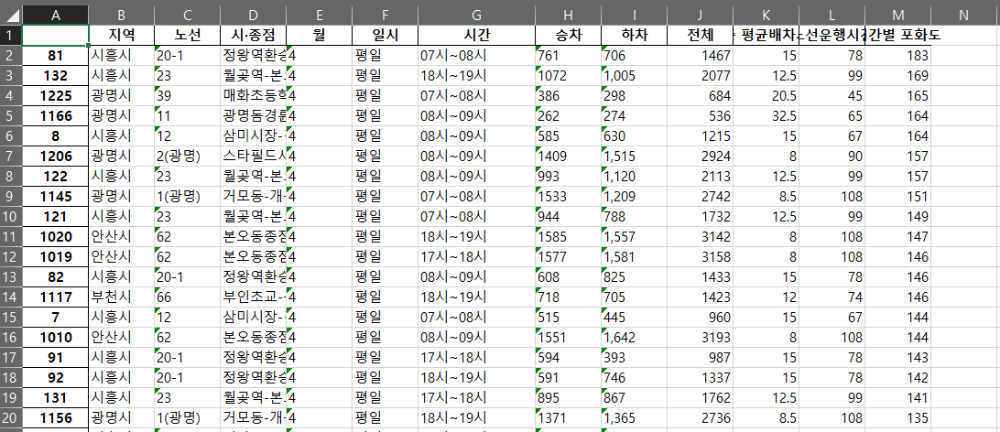 A B C D E F G H I J K L M N
1 지역 노선 시·종점 월 일시 시간 승차 하차 전체 평균배차 선운행시 간별 포화도
2 81 시흥시 20-1 정왕역환승 4 평일 07시~08시 761 706 1467 15 78 183
3 132 시흥시 23 월곶역-본 4 평일 18시~19시 1072 1,005 2077 12.5 99 169
4 1225 광명시 39 매화초등학 4 평일 07시~08시 386 298 684 20.5 45 165
5 1166 광명시 11 광명돔경륜 4 평일 08시~09시 262 274 536 32.5 65 164
6 8 시흥시 12 삼미시장- 4 평일 08시~09시 585 630 1215 15 67 164
7 1206 광명시 2(광명) 스타필드시 4 평일 08시~09시 1409 1,515 2924 8 90 157
8 122 시흥시 23 월곶역-본 4 평일 08시~09시 993 1,120 2113 12.5 99 157
9 1145 광명시 1(광명) 거모동-개 4 평일 07시~08시 1533 1,209 2742 8.5 108 151
10 121 시흥시 23 월곶역-본 4 평일 07시~08시 944 788 1732 12.5 99 149
11 1020 안산시 62 본오동종점 4 평일 18시~19시 1585 1,557 3142 8 108 147
12 1019 안산시 62 본오동종점 4 평일 17시~18시 1577 1,581 3158 8 108 146
13 82 시흥시 20-1 정왕역환승 4 평일 08시~09시 608 825 1433 15 78 146
14 1117 부천시 66 부인초교- 4 평일 18시~19시 718 705 1423 12 74 146
15 7 시흥시 12 삼미시장- 4 평일 07시~08시 515 445 960 15 67 144
16 1010 안산시 62 본오동종점 4 평일 08시~09시 1551 1,642 3193 8 108 144
17 91 시흥시 20-1 정왕역환승 4 평일 17시~18시 594 393 987 15 78 143
18 92 시흥시 20-1 정왕역환승 4 평일 18시~19시 591 746 1337 15 78 142
19 131 시흥시 23 월곶역-본 4 평일 17시~18시 895 867 1762 12.5 99 141
20 1156 광명시 1(광명) 거모동-개 4 평일 18시~19시 1371 1,365 2736 8.5 108 135